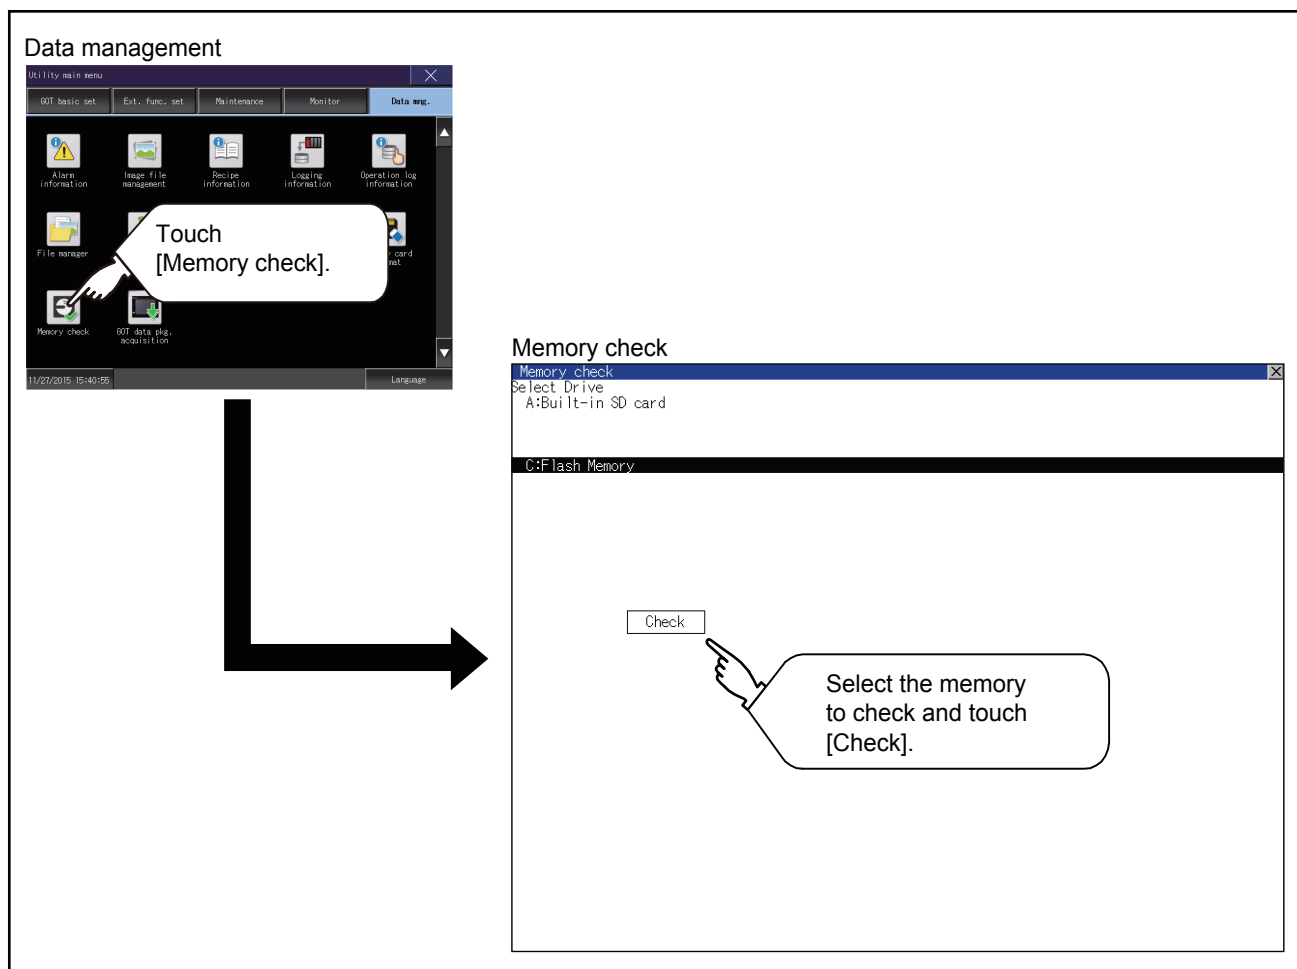 Data management
Utility main menu
GOT basic set
Ext. func. set
Maintenance
Monitor
Data mng.
Alarm
information
Image file
management
Recipe
information
Logging
information
Operation log
information
File manager
card
Touch
[Memory check].
Memory check
GOT data pkg.
acquisition
11/27/2015 15:40:55
Language
Memory check
Memory check
Select Drive
A:Built-in SD card
C:Flash Memory
Check
Select the memory
to check and touch
[Check].